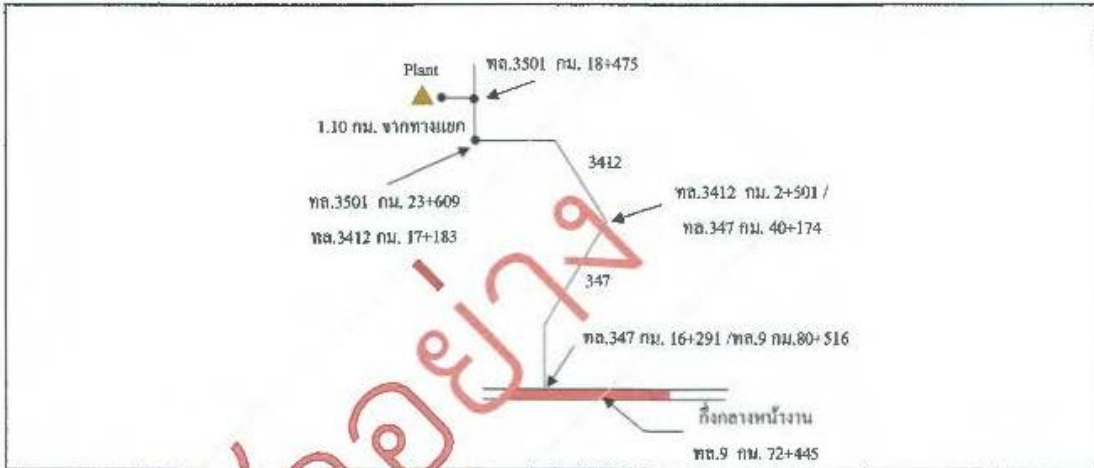 Plant
ทล.3501 กม. 18+475
1.10 กม. จากทางแยก
3412
ทล.3501 กม. 23+609
ทล.3412 กม. 17+183
ทล.3412 กม. 2+501 /
ทล.347 กม. 40+174
347
ทล.347 กม. 16+291 /ทล.9 กม.80+516
กึ่งกลางหน้างาน
ทล.9 กม. 72+445
ตัวอย่าง